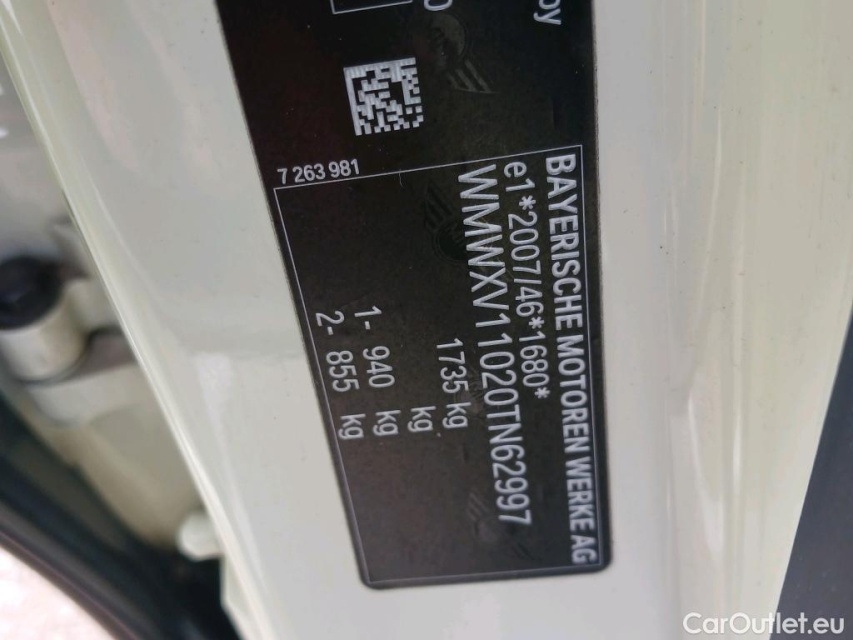 7 263 981
BAYERISCHE MOTOREN WERKE AG
e1*2007/46*1680*
WMWXV11020TN62997
1735 kg
kg
1- 940 kg
2- 855 kg
CarOutlet.eu